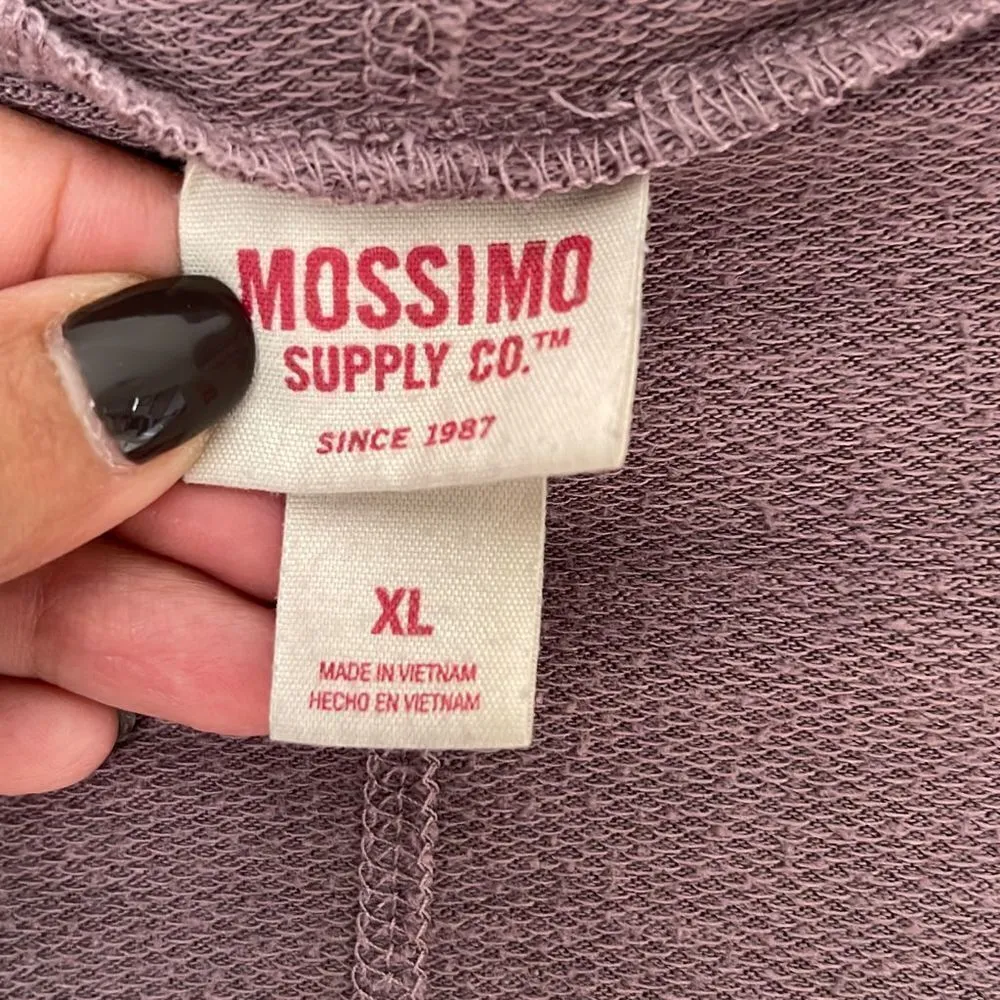 MOSSIMO
SUPPLY CO.™
SINCE 1987
XL
MADE IN VIETNAM
HECHO EN VIETNAM